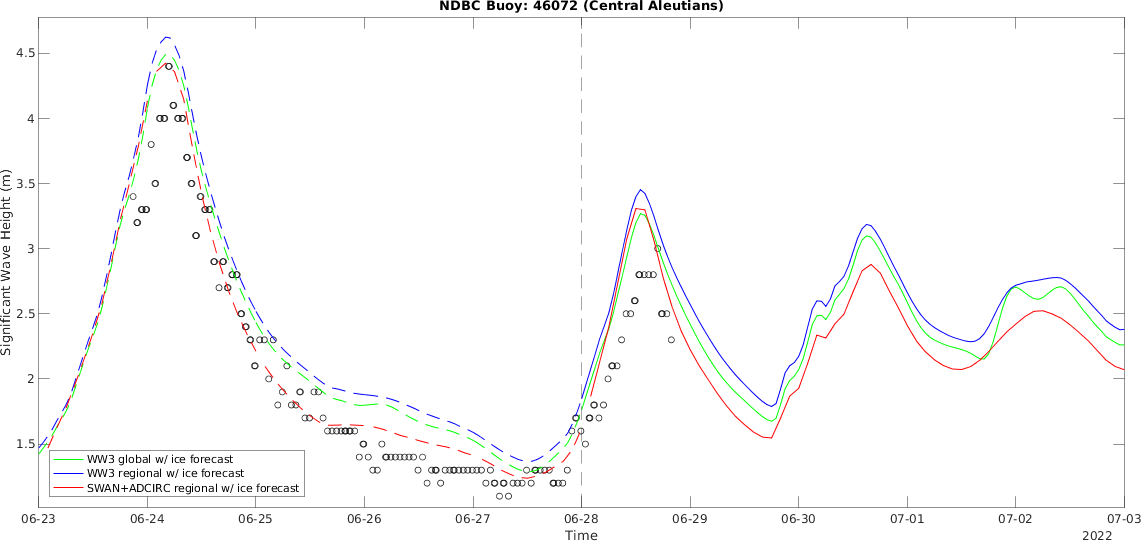 NDBC Buoy: 46072 (Central Aleutians)
4.5
4
3.5
3
2.5
2
1.5
Significant Wave Height (m)
WW3 global w/ ice forecast
WW3 regional w/ ice forecast
SWAN+ADCIRC regional w/ ice forecast
06-23 06-24 06-25 06-26 06-27 06-28 06-29 06-30 07-01 07-02 07-03
Time
2022